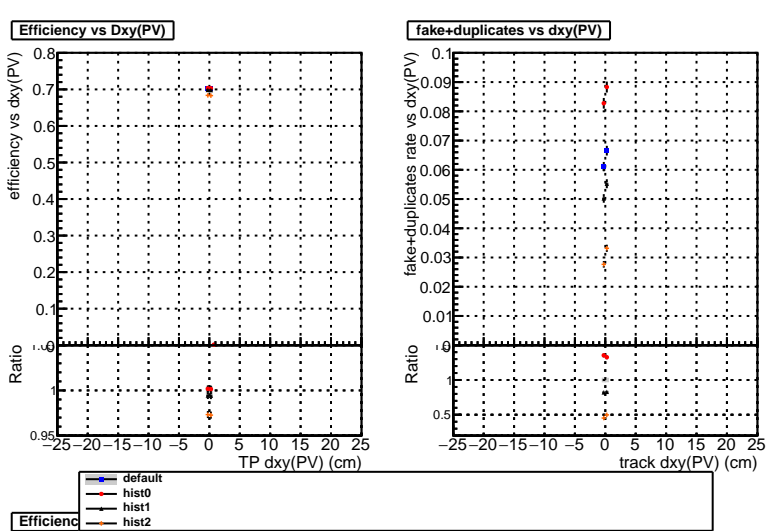 Efficiency vs Dxy(PV)
efficiency vs dxy(PV)
0.8
0.7
0.6
0.5
0.4
0.3
0.2
0.1
Ratio
1
0.95
−25 −20 −15 −10 −5 0 5 10 15 20 25
TP dxy(PV) (cm)
fake+duplicates vs dxy(PV)
fake+duplicates rate vs dxy(PV)
0.1
0.09
0.08
0.07
0.06
0.05
0.04
0.03
0.02
0.01
Ratio
1
0.5
−25 −20 −15 −10 −5 0 5 10 15 20 25
track dxy(PV) (cm)
default
hist0
hist1
hist2